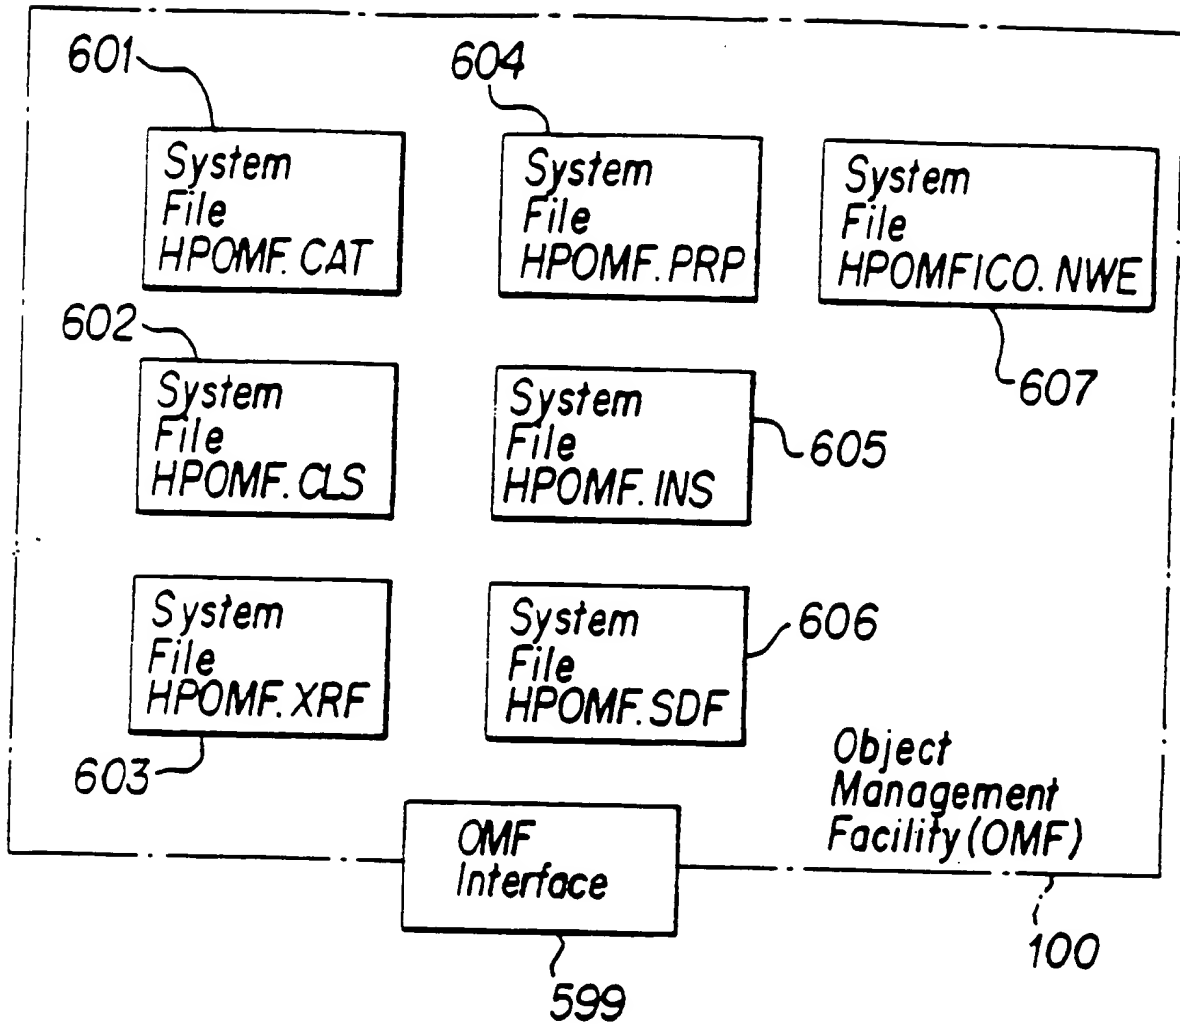 601
System
File
HPOMF.CAT
604
System
File
HPOMF.PRP
System
File
HPOMFICO.NWE
607
602
System
File
HPOMF.CLS
System
File
HPOMF.INS
605
System
File
HPOMF.XRF
603
System
File
HPOMF.SDF
606
Object
Management
Facility (OMF)
100
OMF
Interface
599